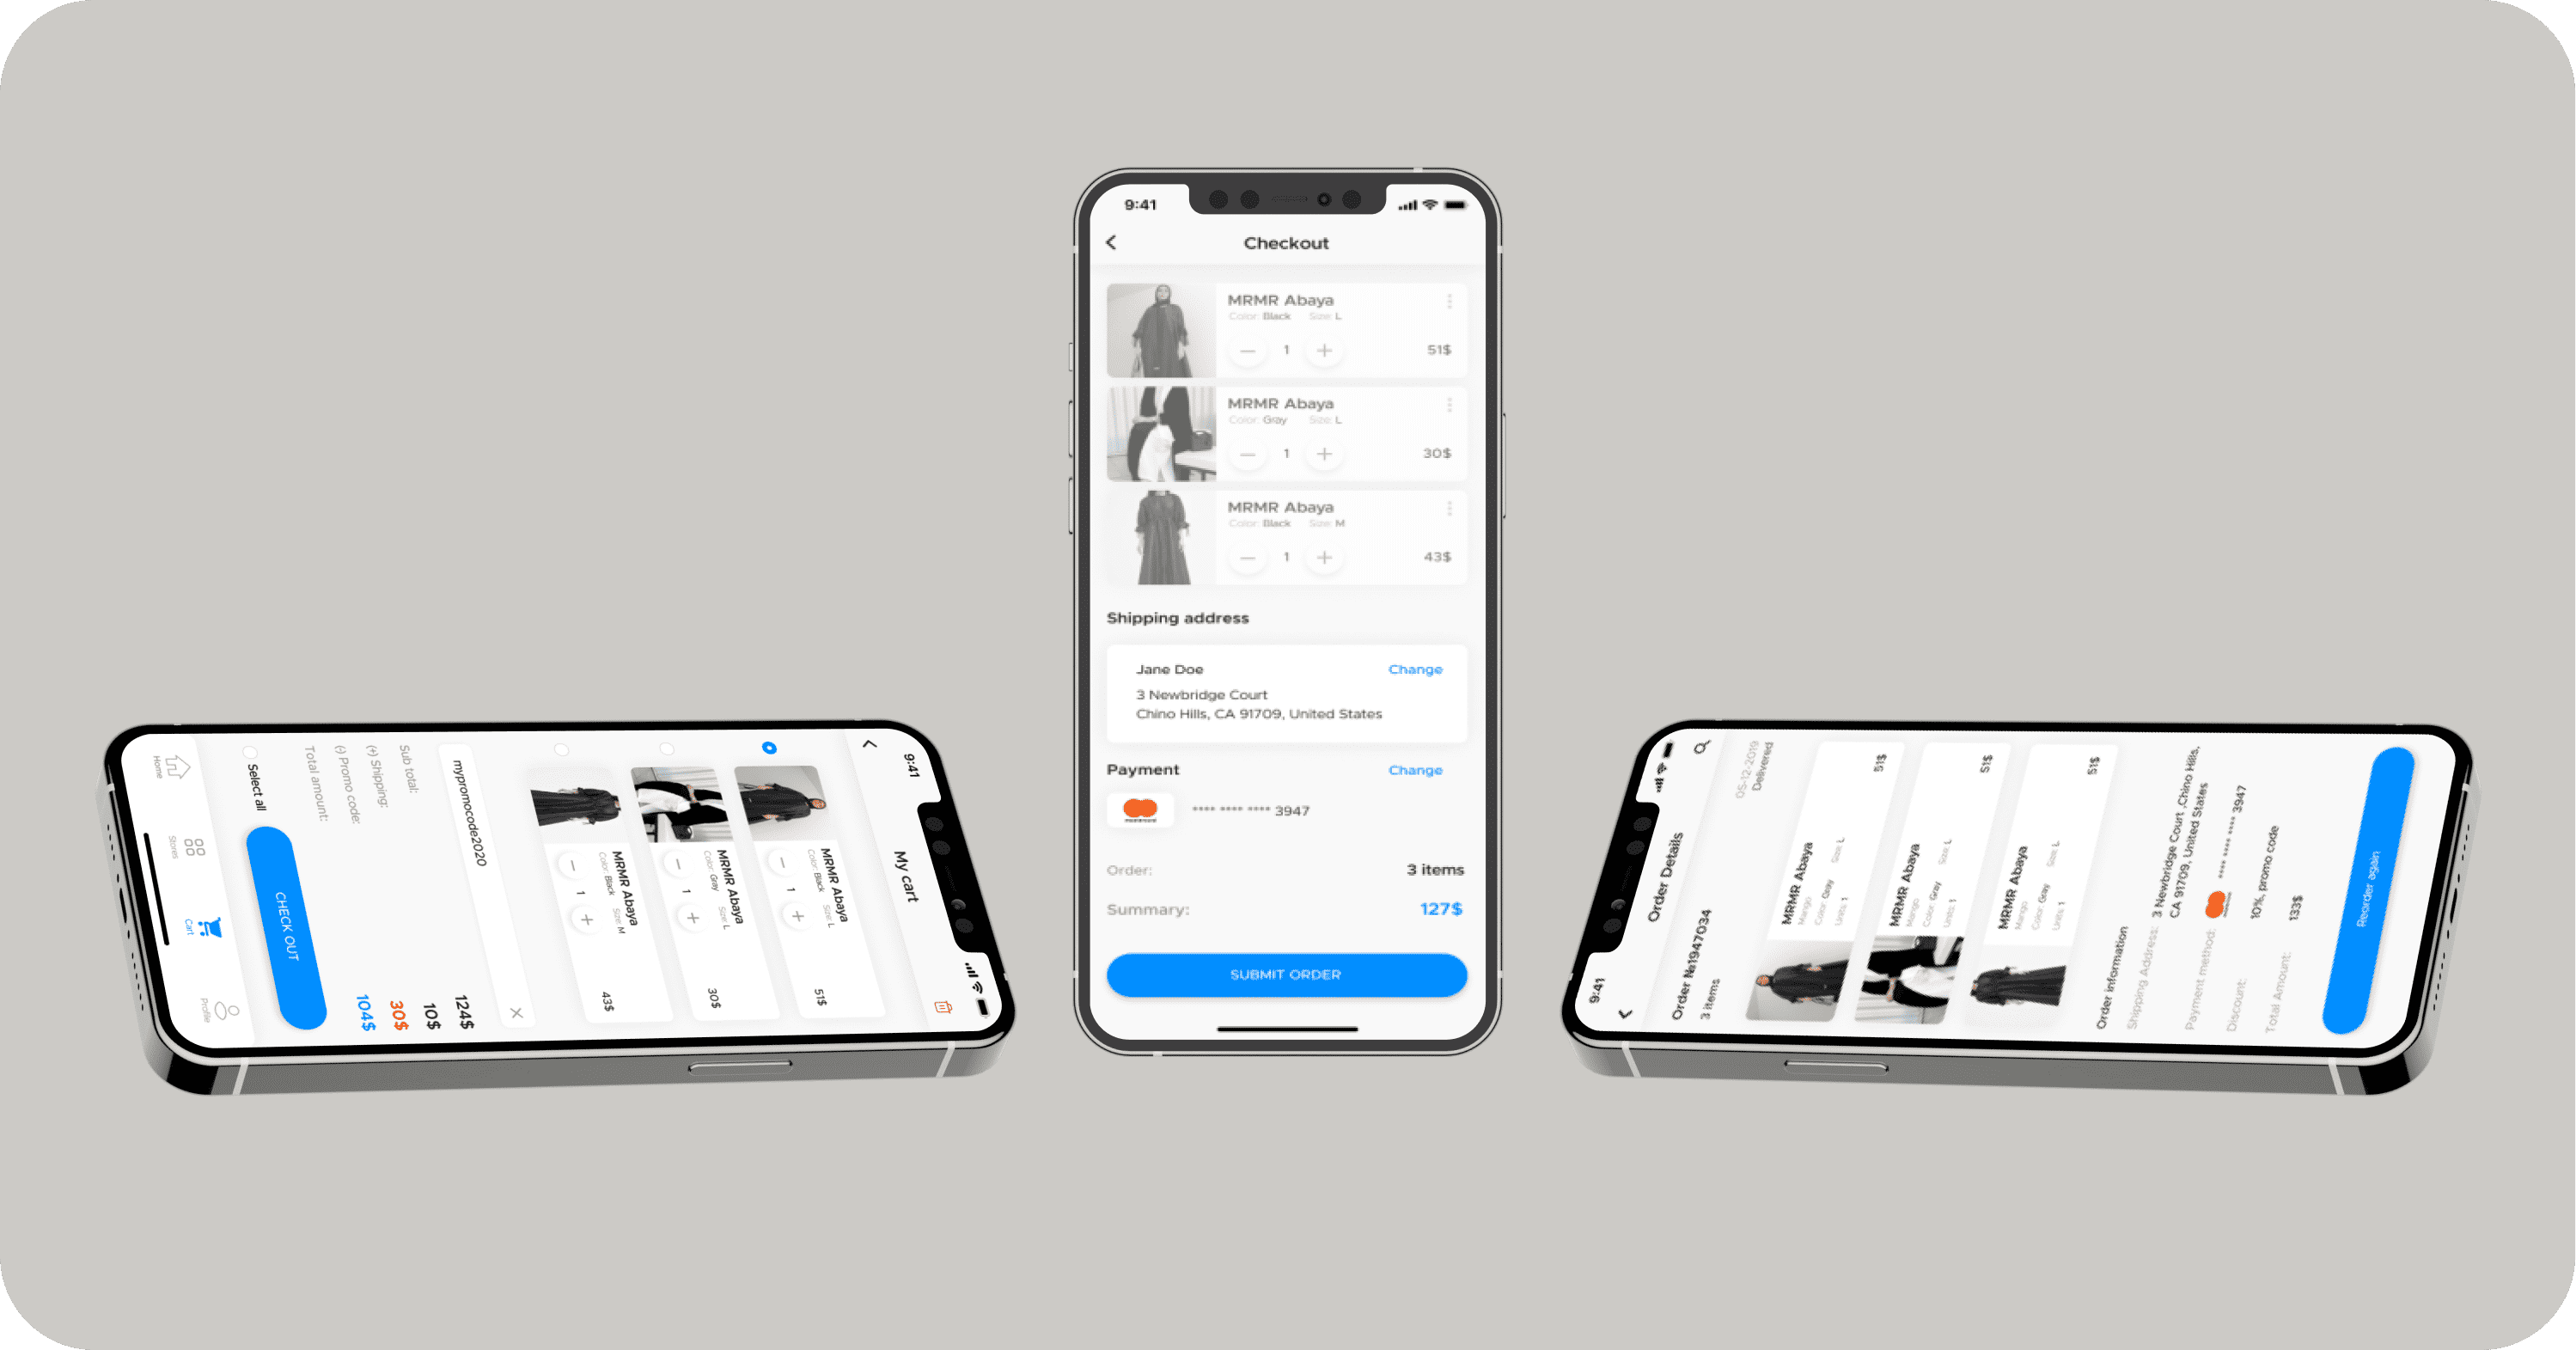 9:41
My cart
MRMR Abaya
Color: Black Size: L
1
51$
MRMR Abaya
Color: Gray Size: L
1
30$
MRMR Abaya
Color: Black Size: M
1
43$
mypromocode2020
Sub total: 124$
(+) Shipping: 10$
(-) Promo code: 30$
Total amount: 104$
Select all
CHECK OUT
Home
Stores
Cart
Profile
9:41
Checkout
MRMR Abaya
Color: Black Size: L
1
51$
MRMR Abaya
Color: Gray Size: L
1
30$
MRMR Abaya
Color: Black Size: M
1
43$
Shipping address
Jane Doe Change
3 Newbridge Court
Chino Hills, CA 91709, United States
Payment Change
**** **** **** 3947
Order: 3 items
Summary: 127$
SUBMIT ORDER
9:41
Order Details
Order №1947034 05-12-2019
3 items Delivered
MRMR Abaya
Mango
Color: Gray Size: L
Units: 1
51$
MRMR Abaya
Mango
Color: Gray Size: L
Units: 1
51$
MRMR Abaya
Mango
Color: Gray Size: L
Units: 1
51$
Order information
Shipping Address: 3 Newbridge Court ,Chino Hills,
CA 91709, United States
Payment method: **** **** **** 3947
Discount: 10%, promo code
Total Amount: 133$
Reorder again